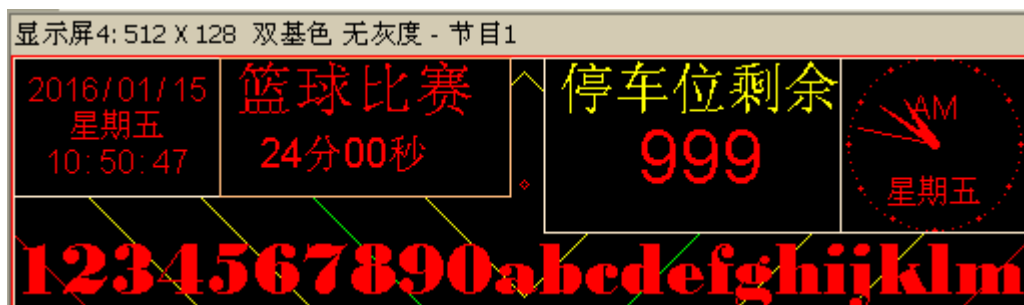 显示屏4: 512 X 128 双基色 无灰度 - 节目1
2016/01/15
星期五
10:50:47
篮球比赛
24分00秒
停车位剩余
999
AM
星期五
1234567890abcdefghijklm